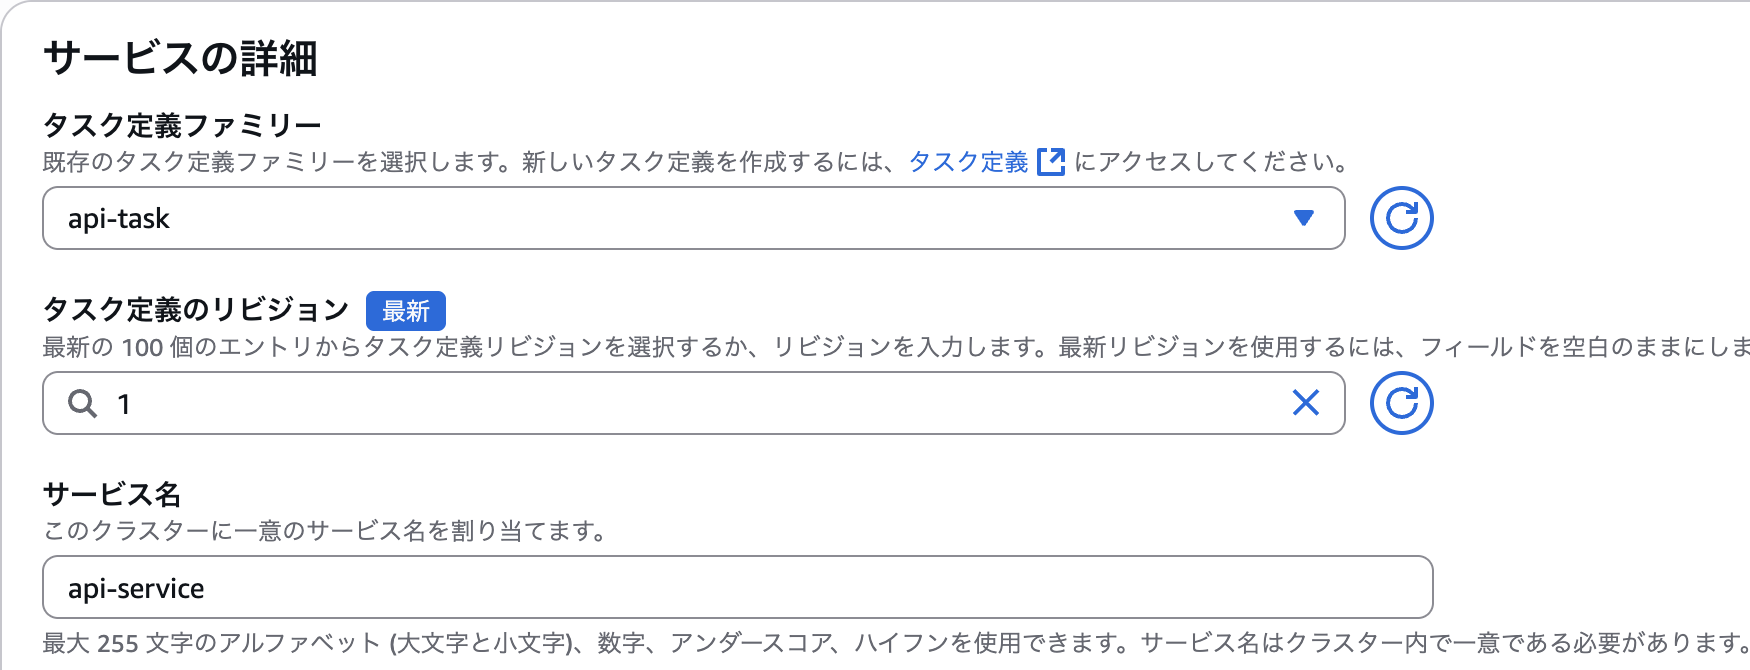 サービスの詳細
タスク定義ファミリー
既存のタスク定義ファミリーを選択します。新しいタスク定義を作成するには、タスク定義 にアクセスしてください。
api-task
タスク定義のリビジョン 最新
最新の 100 個のエントリからタスク定義リビジョンを選択するか、リビジョンを入力します。最新リビジョンを使用するには、フィールドを空白のままにしま
1
サービス名
このクラスターに一意のサービス名を割り当てます。
api-service
最大 255 文字のアルファベット (大文字と小文字)、数字、アンダースコア、ハイフンを使用できます。サービス名はクラスター内で一意である必要があります。